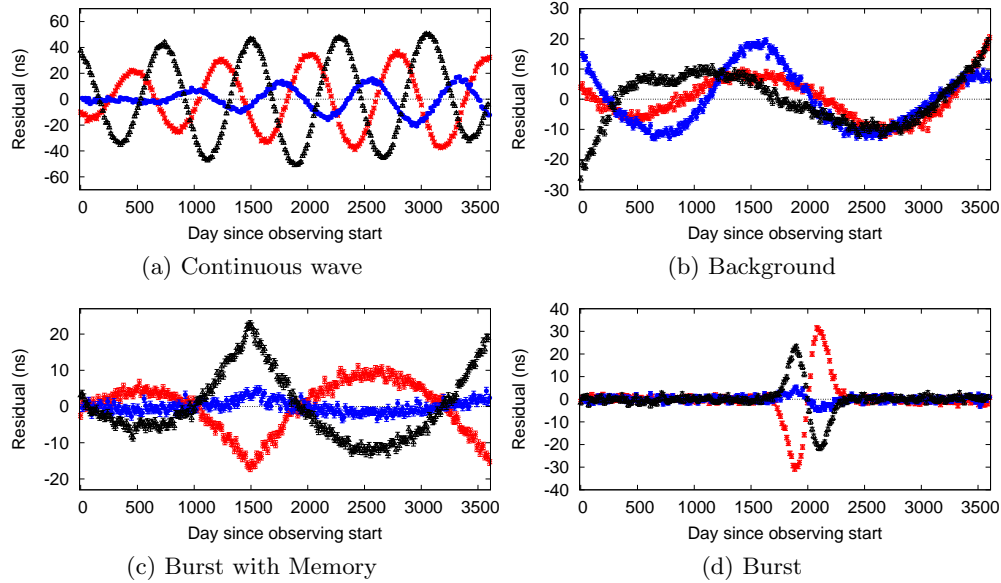 60
40
20
0
-20
-40
-60
Residual (ns)
0 500 1000 1500 2000 2500 3000 3500
Day since observing start
(a) Continuous wave
30
20
10
0
-10
-20
-30
Residual (ns)
0 500 1000 1500 2000 2500 3000 3500
Day since observing start
(b) Background
20
10
0
-10
-20
Residual (ns)
0 500 1000 1500 2000 2500 3000 3500
Day since observing start
(c) Burst with Memory
40
30
20
10
0
-10
-20
-30
-40
Residual (ns)
0 500 1000 1500 2000 2500 3000 3500
Day since observing start
(d) Burst